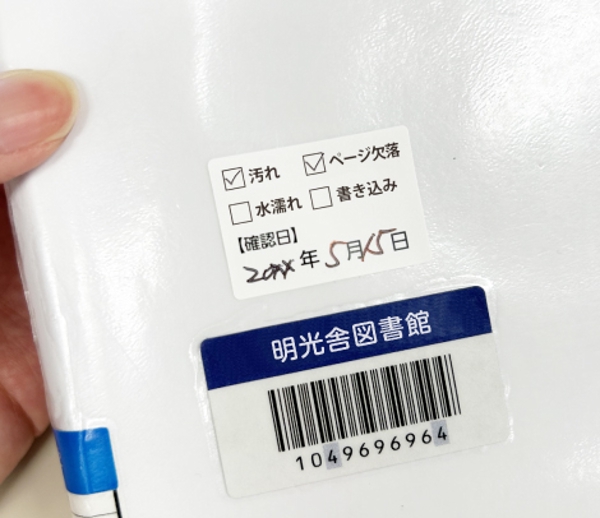 ☑汚れ ☑ページ欠落
☐水濡れ ☐書き込み
【確認日】
20XX年5月15日
明光舎図書館
1049696964